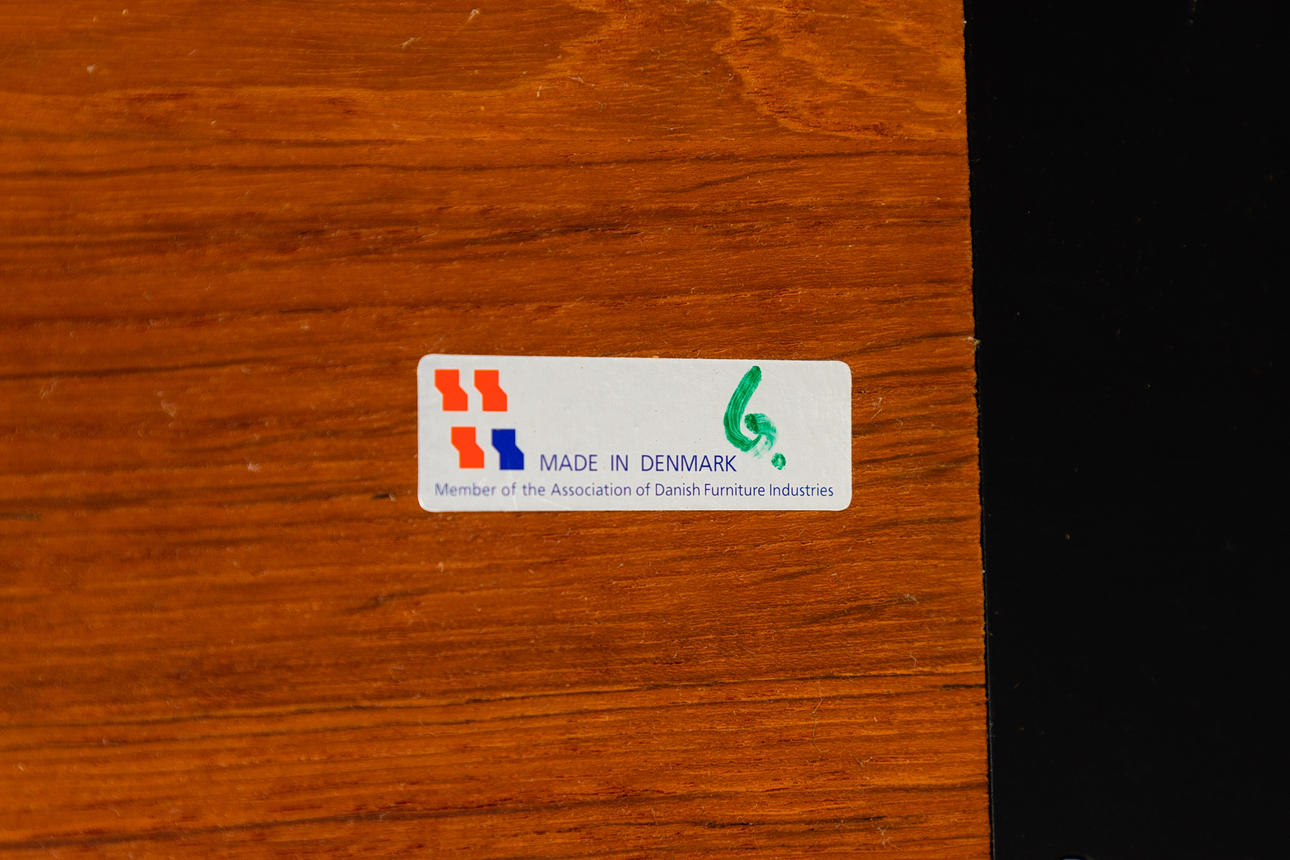 6.
MADE IN DENMARK
Member of the Association of Danish Furniture Industries